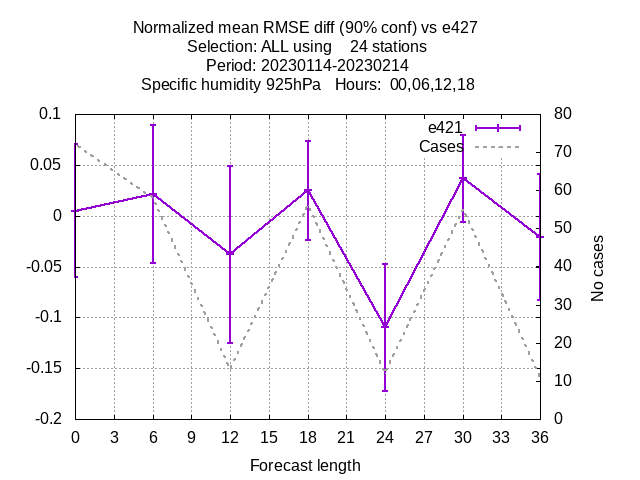 Normalized mean RMSE diff (90% conf) vs e427
Selection: ALL using    24 stations
Period: 20230114-20230214
Specific humidity 925hPa   Hours:  00,06,12,18
e421
Cases
0.1
0.05
0
-0.05
-0.1
-0.15
-0.2
80
70
60
50
40
30
20
10
0
No cases
0 3 6 9 12 15 18 21 24 27 30 33 36
Forecast length